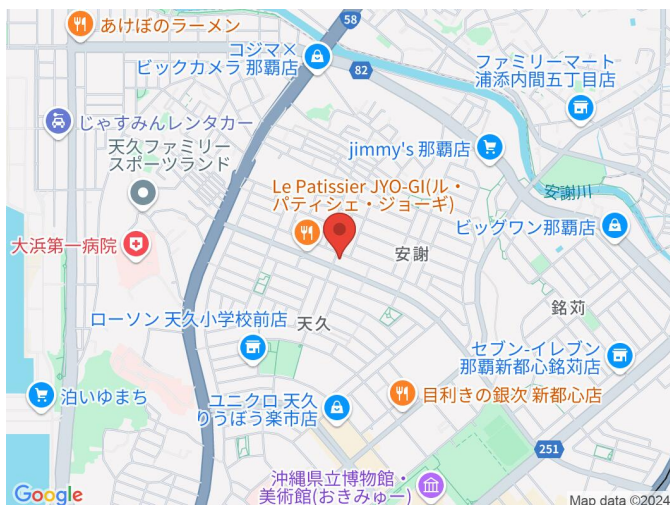 あけぼのラーメン
58
コジマ×
ビックカメラ 那覇店
82
ファミリーマート
浦添内間五丁目店
じゃすみんレンタカー
天久ファミリー
スポーツランド
jimmy's 那覇店
Le Patissier JYO-GI(ル・
パティシェ・ジョーギ)
安謝川
ビッグワン那覇店
大浜第一病院
安謝
銘苅
ローソン 天久小学校前店
天久
セブン-イレブン
那覇新都心銘苅店
泊いゆまち
ユニクロ 天久
りうぼう楽市店
目利きの銀次 新都心店
251
沖縄県立博物館・
美術館(おきみゅー)
Google
Map data ©2024